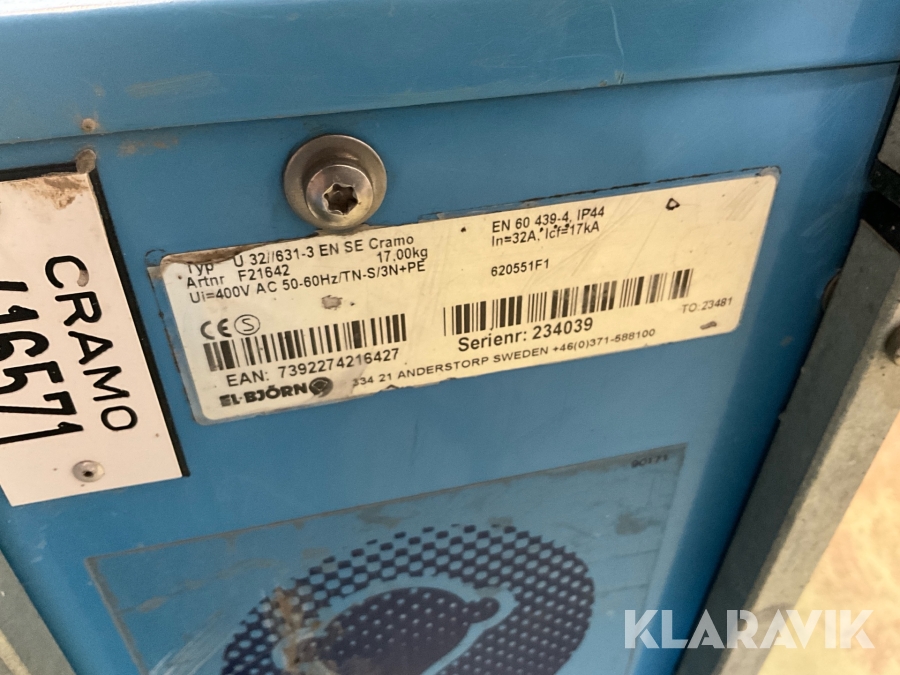 CRAMO
716571
Typ U 32//631-3 EN SE Cramo
Artnr F21642 17,00kg
Ui=400V AC 50-60Hz/TN-S/3N+PE
EN 60 439-4, IP44
In=32A, Icf=17kA
620551F1
CE S
TO:23481
EAN: 7392274216427
Serienr: 234039
EL-BJÖRN 334 21 ANDERSTORP SWEDEN +46(0)371-588100
90171
KLARAVIK